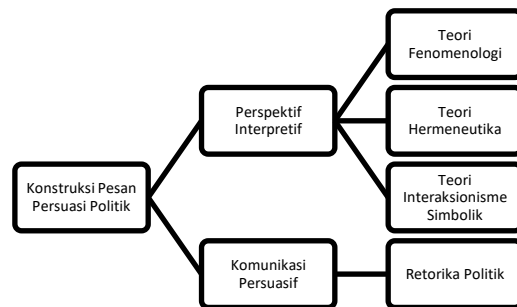 Konstruksi Pesan
Persuasi Politik
Perspektif
Interpretif
Teori
Fenomenologi
Teori
Hermeneutika
Teori
Interaksionisme
Simbolik
Komunikasi
Persuasif
Retorika Politik